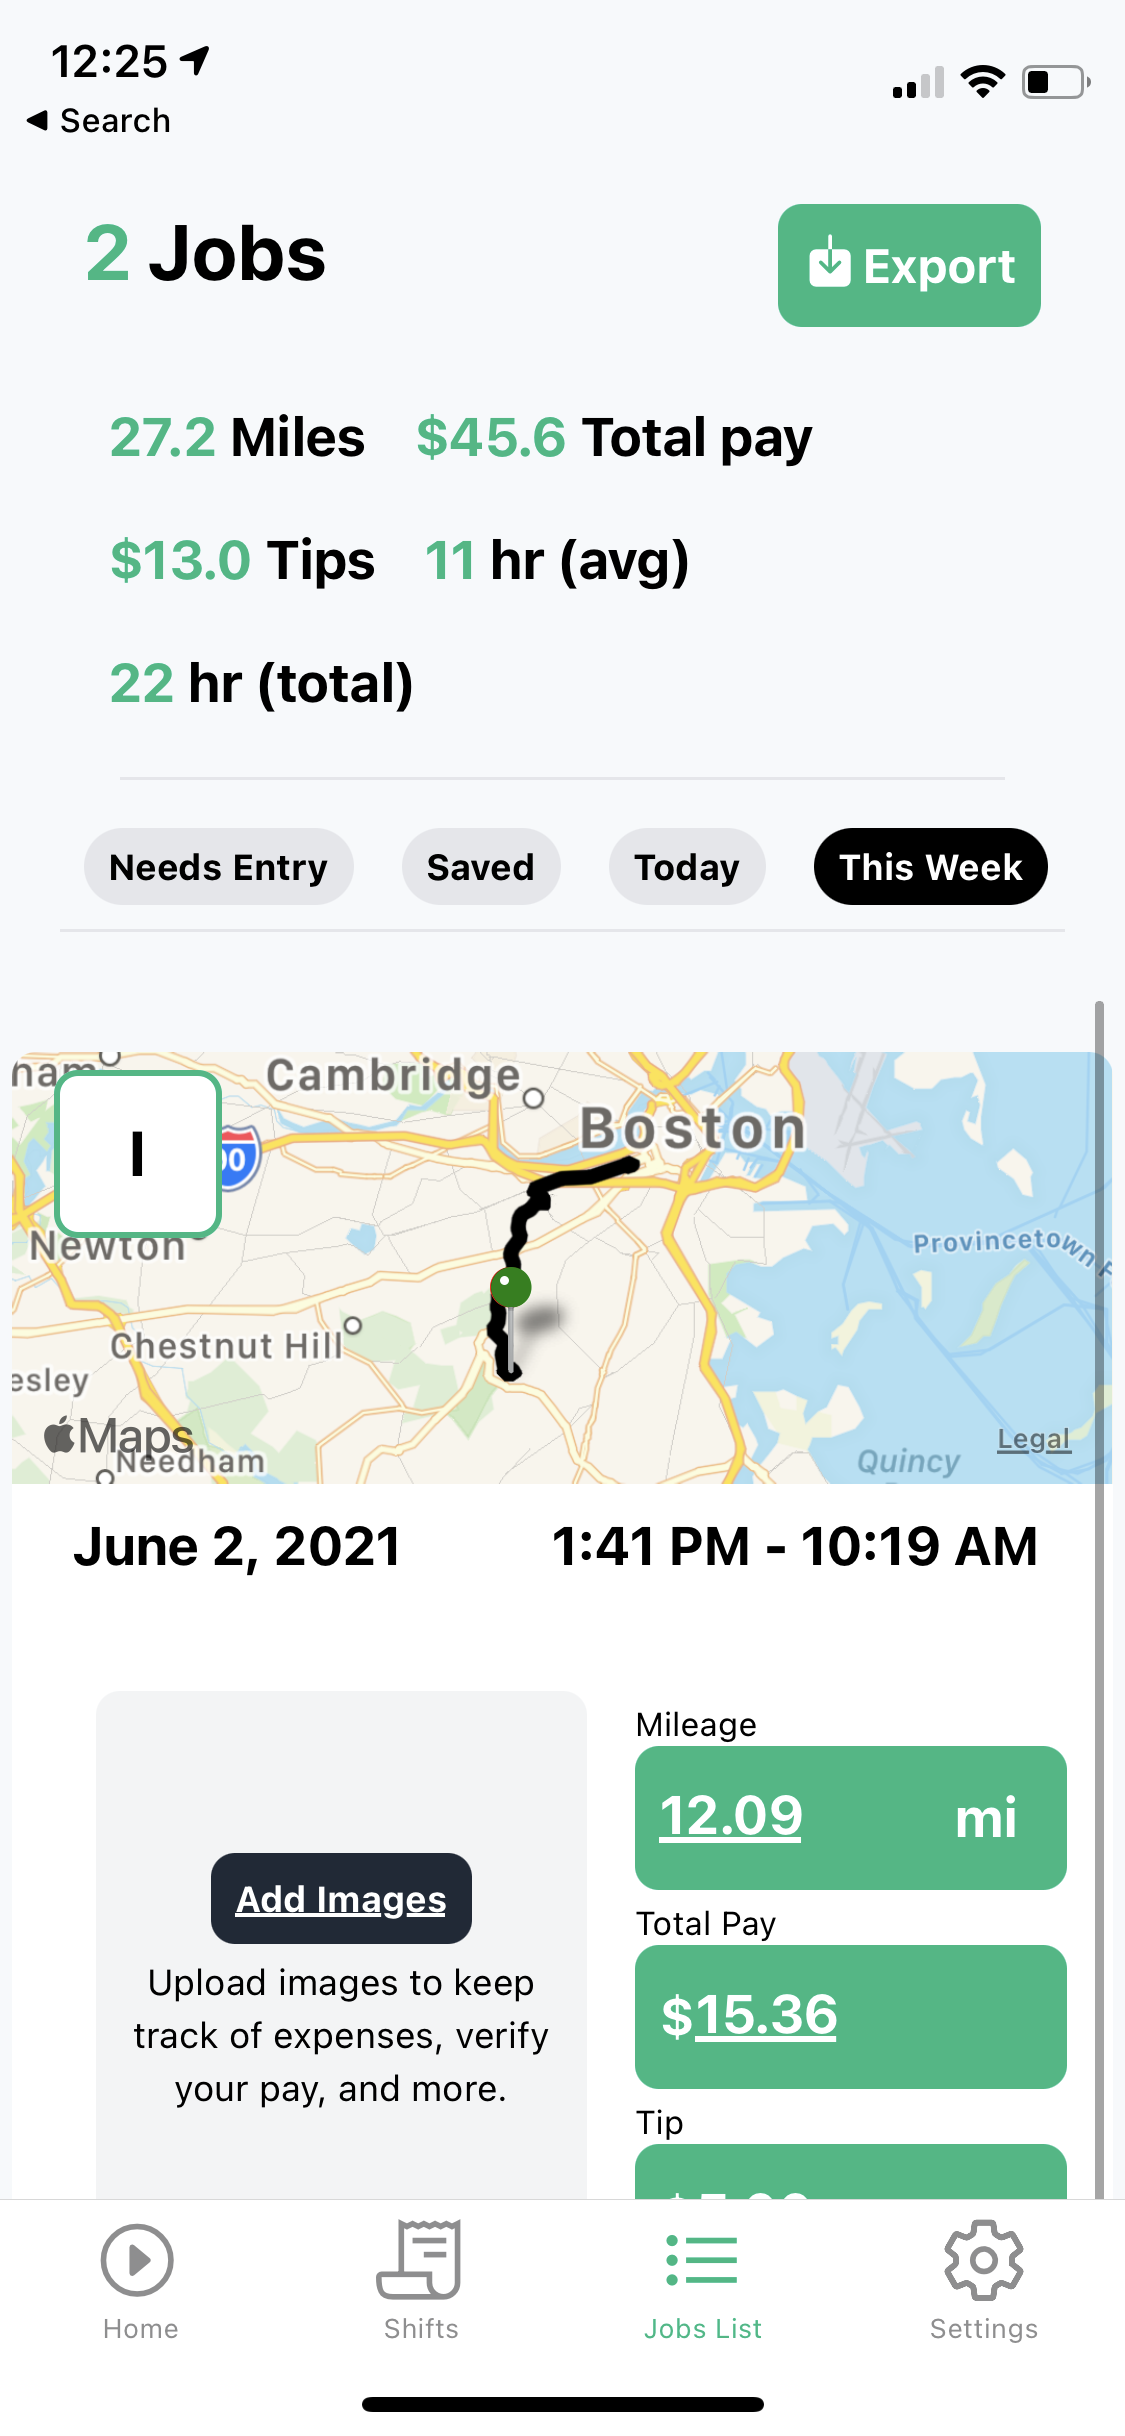 12:25
◀ Search
2 Jobs
Export
27.2 Miles $45.6 Total pay
$13.0 Tips 11 hr (avg)
22 hr (total)
Needs Entry Saved Today This Week
Cambridge
Boston
I
Newton
Provincetown
Chestnut Hill
esley
Maps
Needham
Quincy
Legal
June 2, 2021 1:41 PM - 10:19 AM
Mileage
12.09 mi
Add Images
Upload images to keep
track of expenses, verify
your pay, and more.
Total Pay
$15.36
Tip
Home Shifts Jobs List Settings